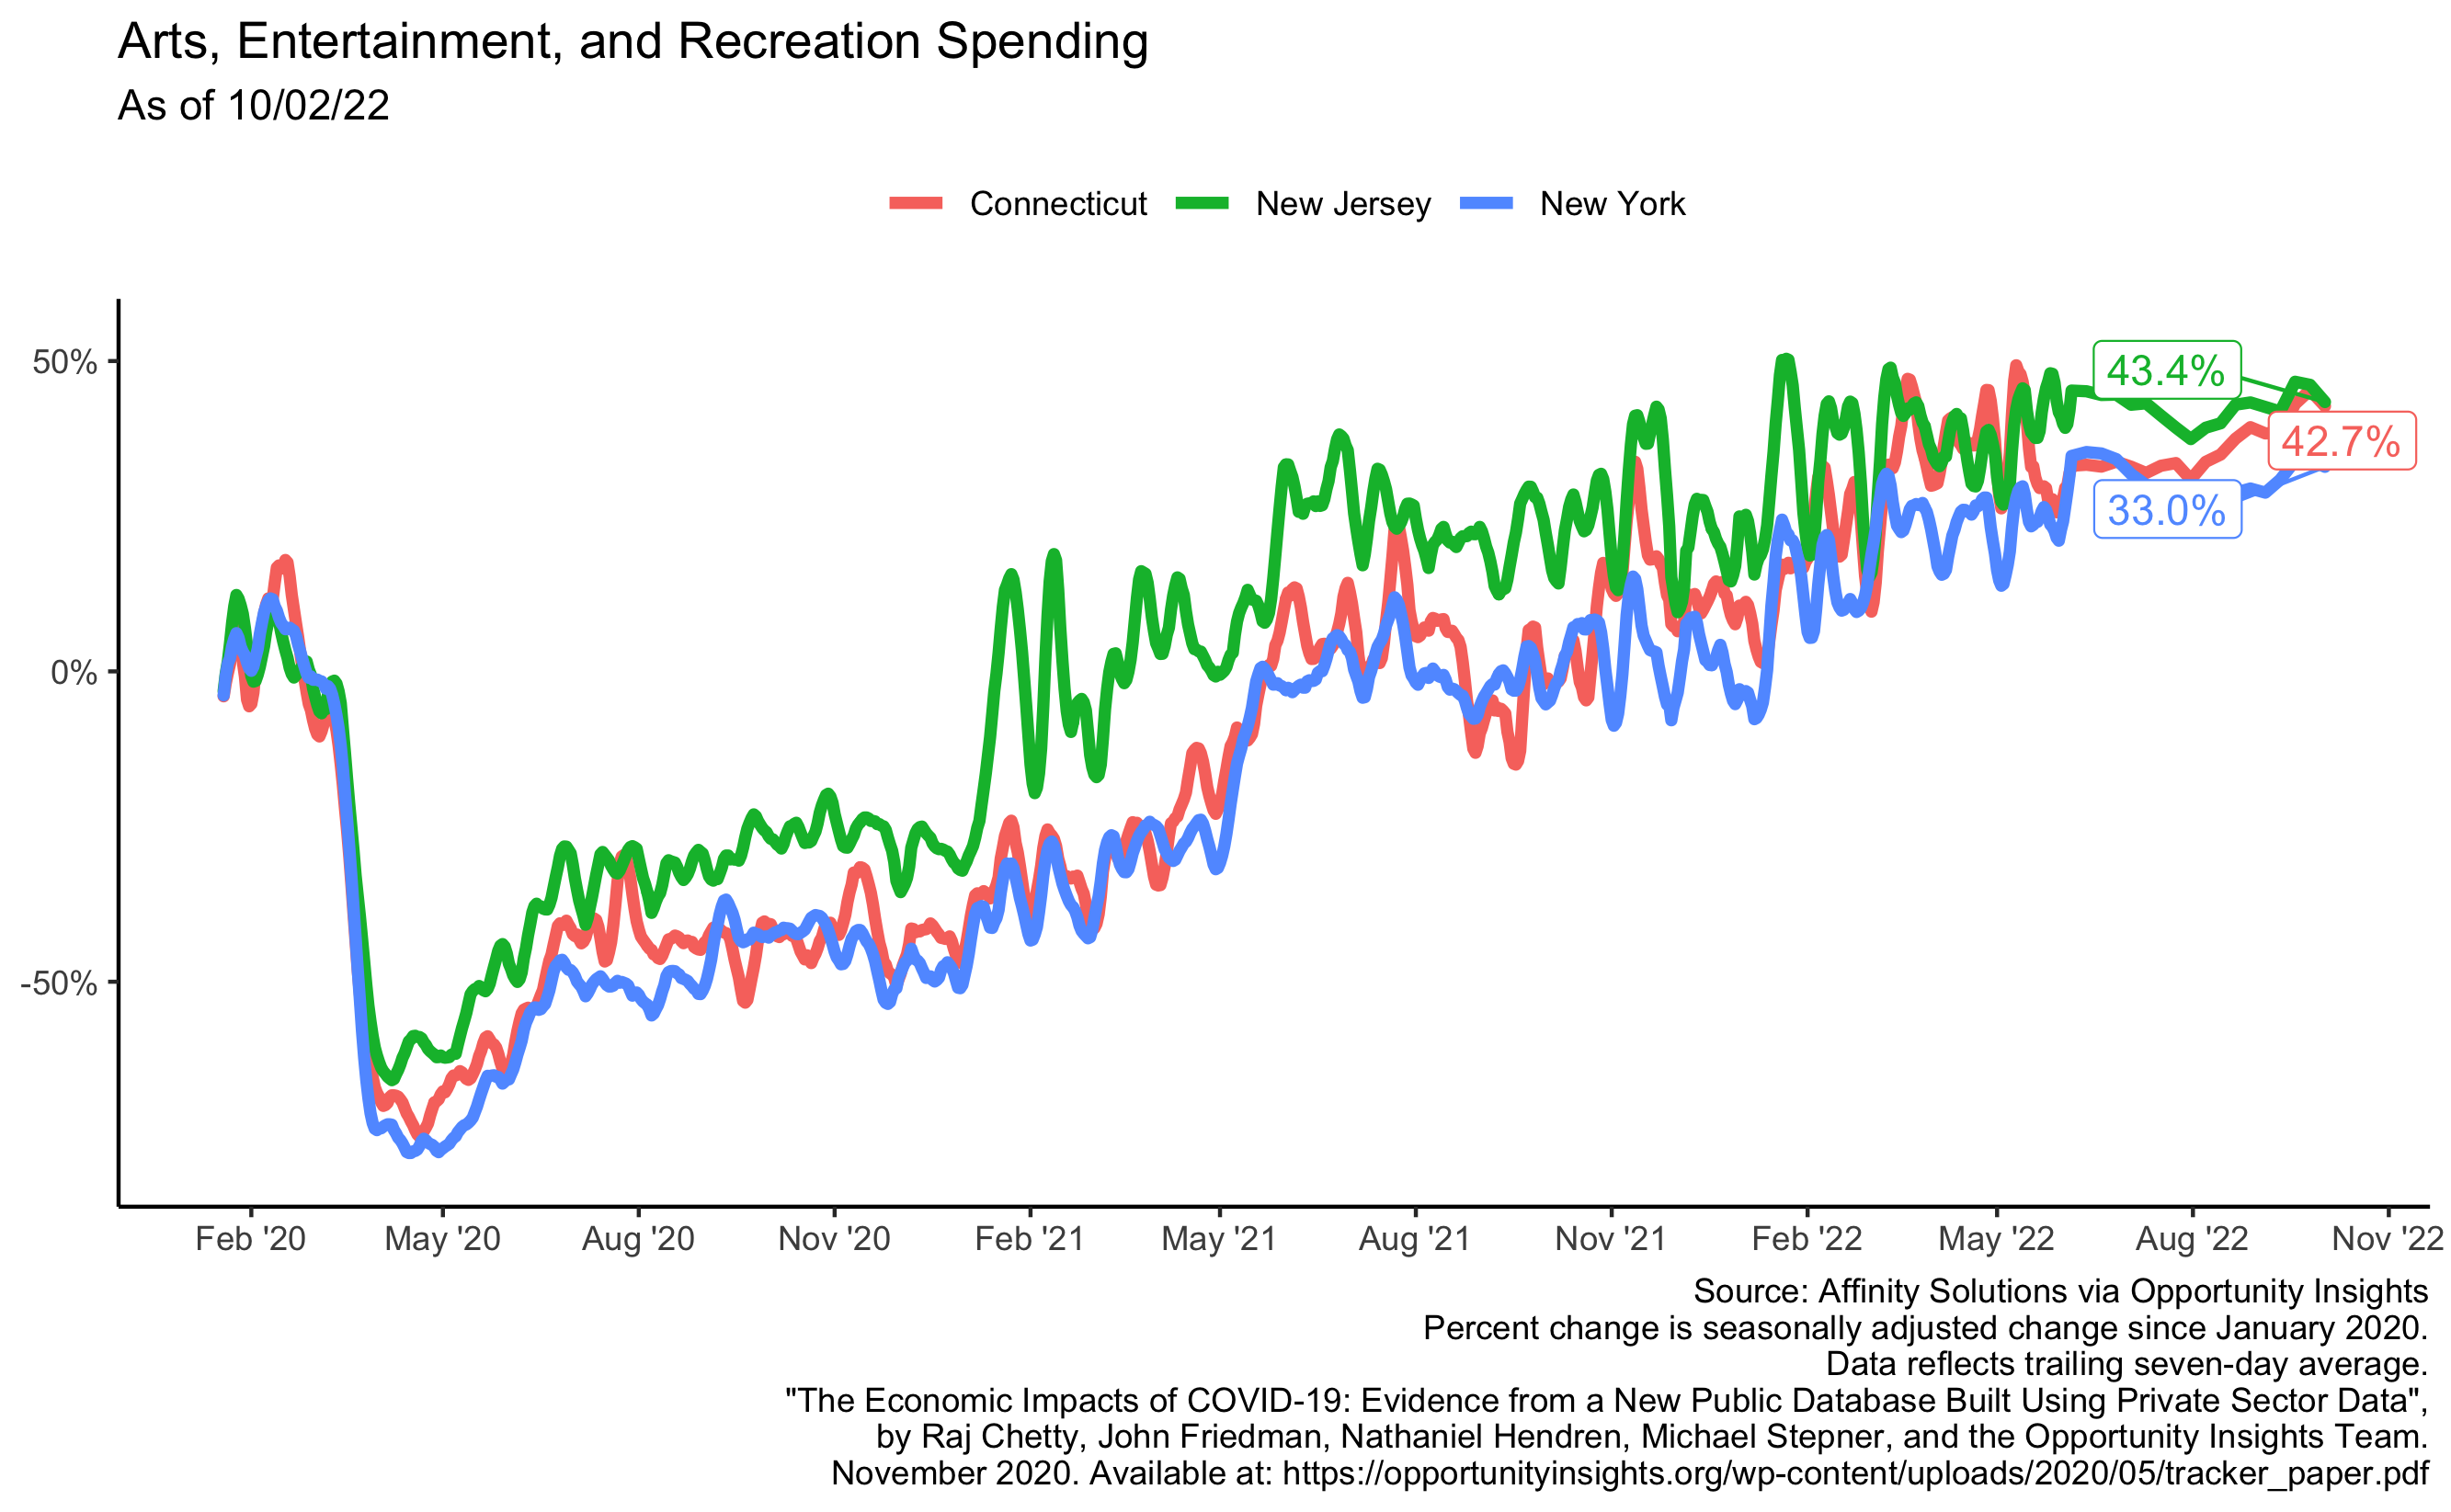 Arts, Entertainment, and Recreation Spending
As of 10/02/22
Connecticut New Jersey New York
50%
0%
-50%
43.4%
42.7%
33.0%
Feb '20 May '20 Aug '20 Nov '20 Feb '21 May '21 Aug '21 Nov '21 Feb '22 May '22 Aug '22 Nov '22
Source: Affinity Solutions via Opportunity Insights
Percent change is seasonally adjusted change since January 2020.
Data reflects trailing seven-day average.
"The Economic Impacts of COVID-19: Evidence from a New Public Database Built Using Private Sector Data",
by Raj Chetty, John Friedman, Nathaniel Hendren, Michael Stepner, and the Opportunity Insights Team.
November 2020. Available at: https://opportunityinsights.org/wp-content/uploads/2020/05/tracker_paper.pdf